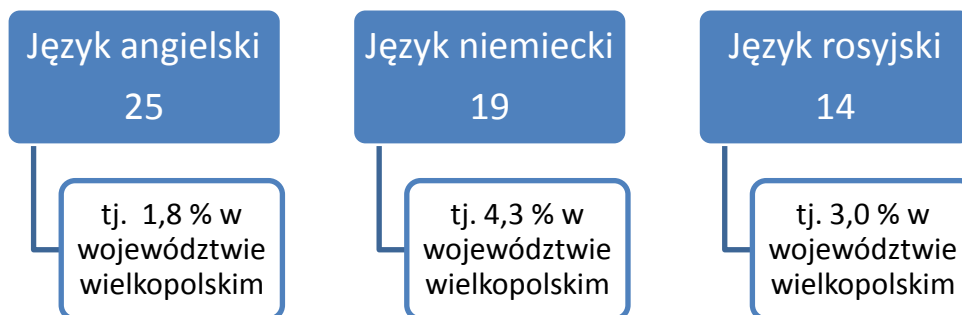 Język angielski
25
tj. 1,8 % w
województwie
wielkopolskim
Język niemiecki
19
tj. 4,3 % w
województwie
wielkopolskim
Język rosyjski
14
tj. 3,0 % w
województwie
wielkopolskim